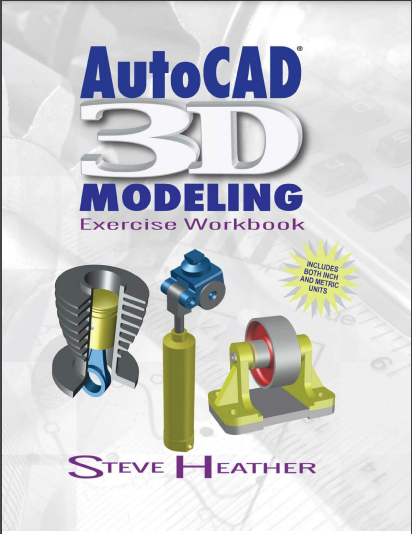 AutoCAD®
3D
MODELING
Exercise Workbook
INCLUDES
BOTH INCH
AND METRIC
UNITS
STEVE HEATHER